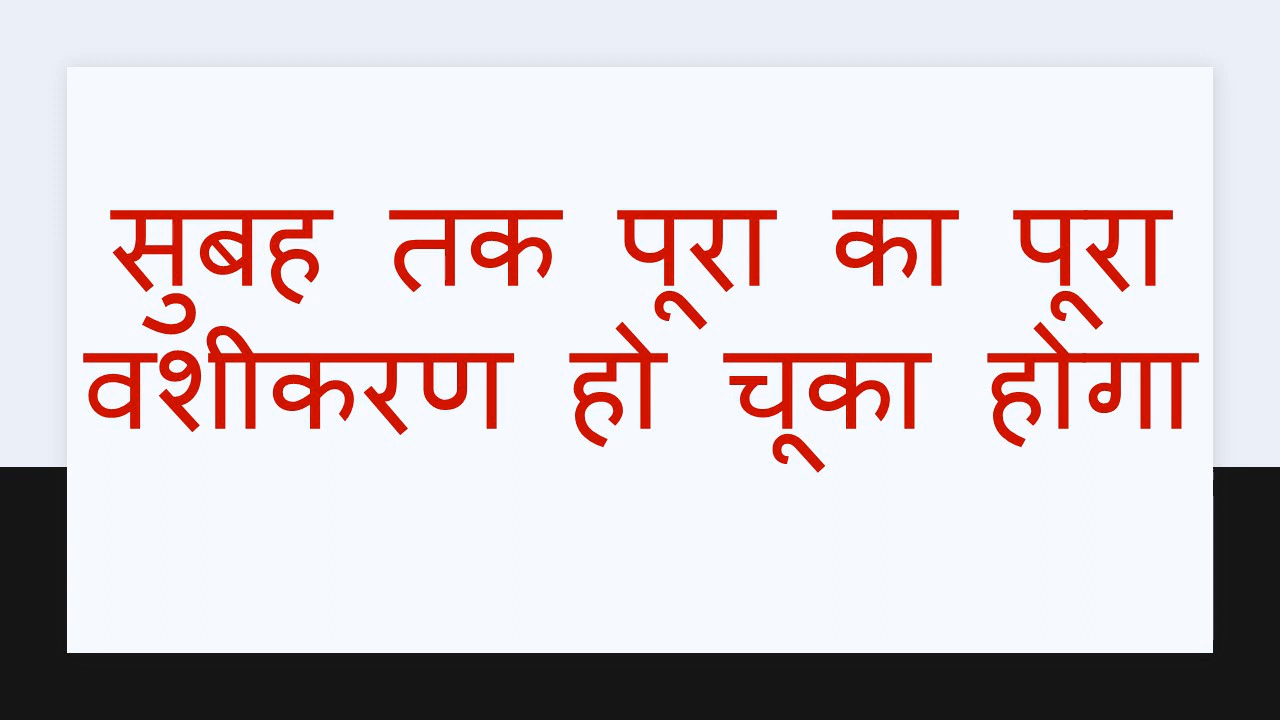 सुबह तक पूरा का पूरा
वशीकरण हो चूका होगा